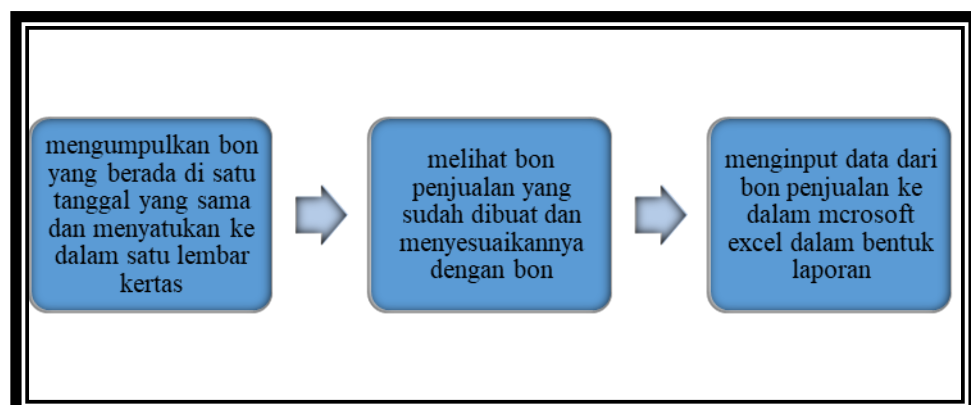 mengumpulkan bon
yang berada di satu
tanggal yang sama
dan menyatukan ke
dalam satu lembar
kertas
melihat bon
penjualan yang
sudah dibuat dan
menyesuaikannya
dengan bon
menginput data dari
bon penjualan ke
dalam mcrosoft
excel dalam bentuk
laporan